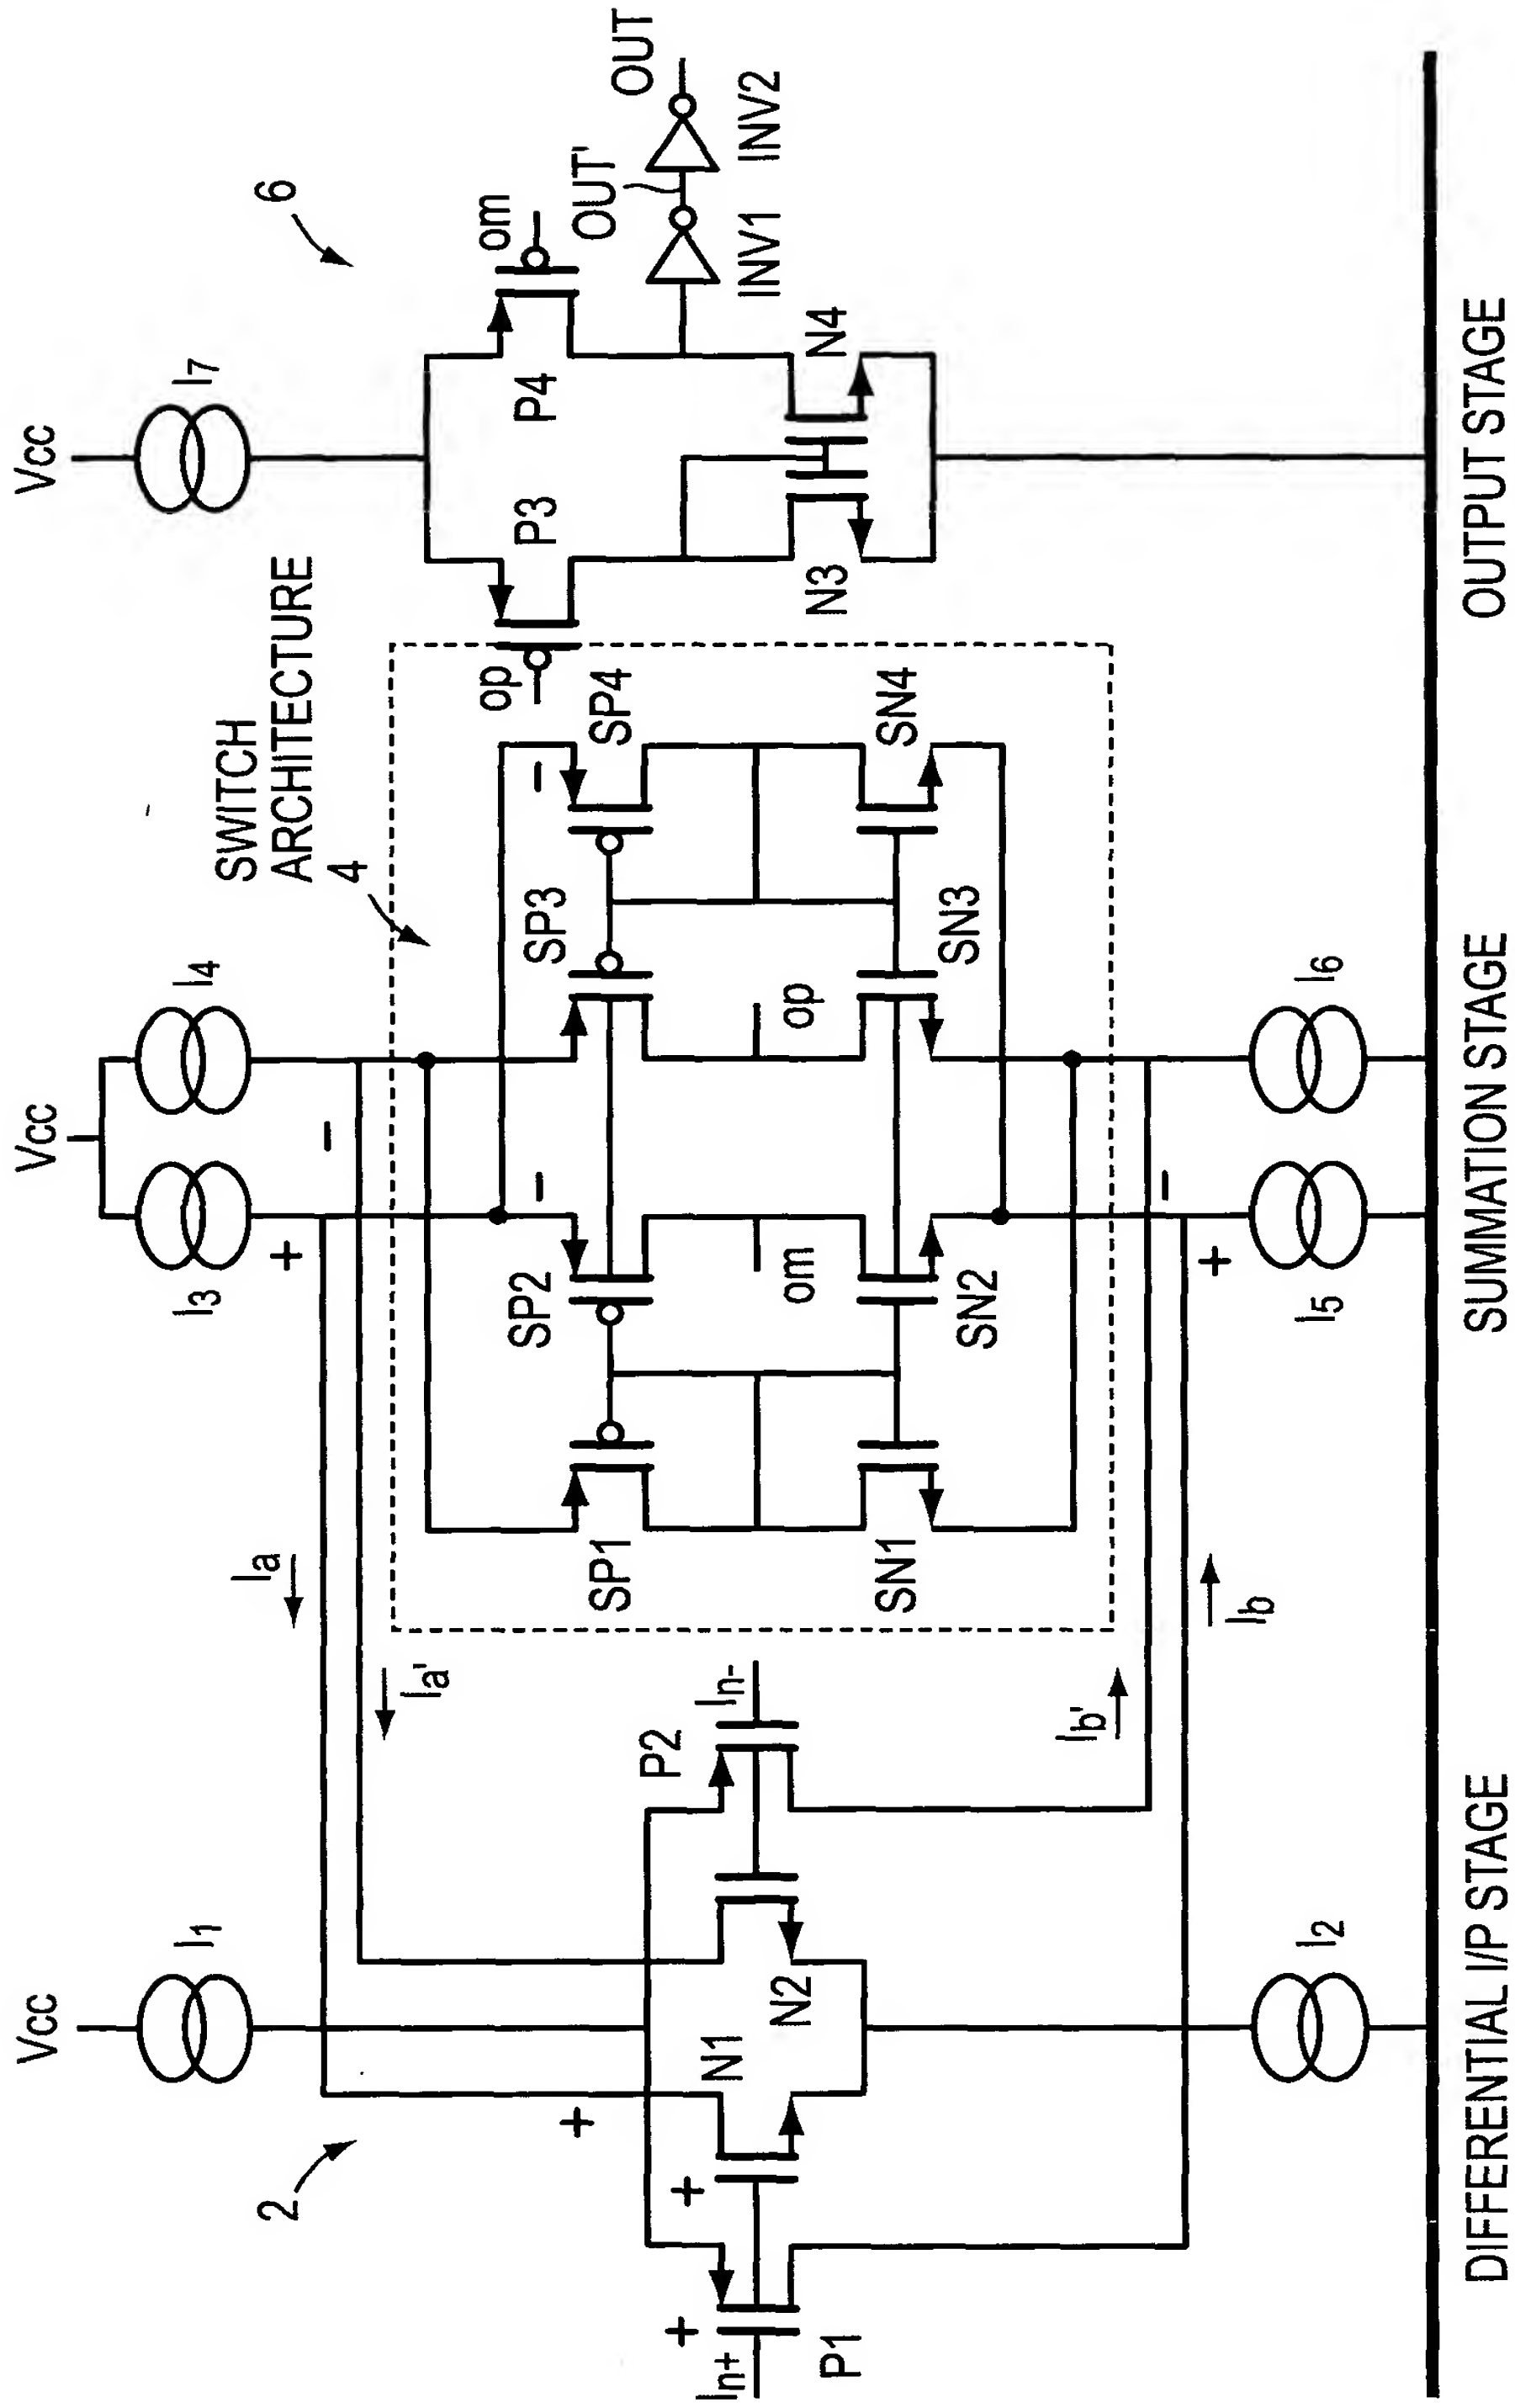 Vcc
I1
2
In+
+
P1
+
N1
+
N2
P2
In-
I2
DIFFERENTIAL I/P STAGE
Ia
Ia'
Ib'
Ib
Vcc
I3
I4
+
-
SWITCH
ARCHITECTURE
4
SP1
SP2
-
SP3
SP4
-
om
op
SN1
SN2
SN3
SN4
+
-
I5
I6
SUMMATION STAGE
Vcc
I7
6
op
P3
P4
om
OUT'
OUT
INV1
INV2
N3
N4
OUTPUT STAGE